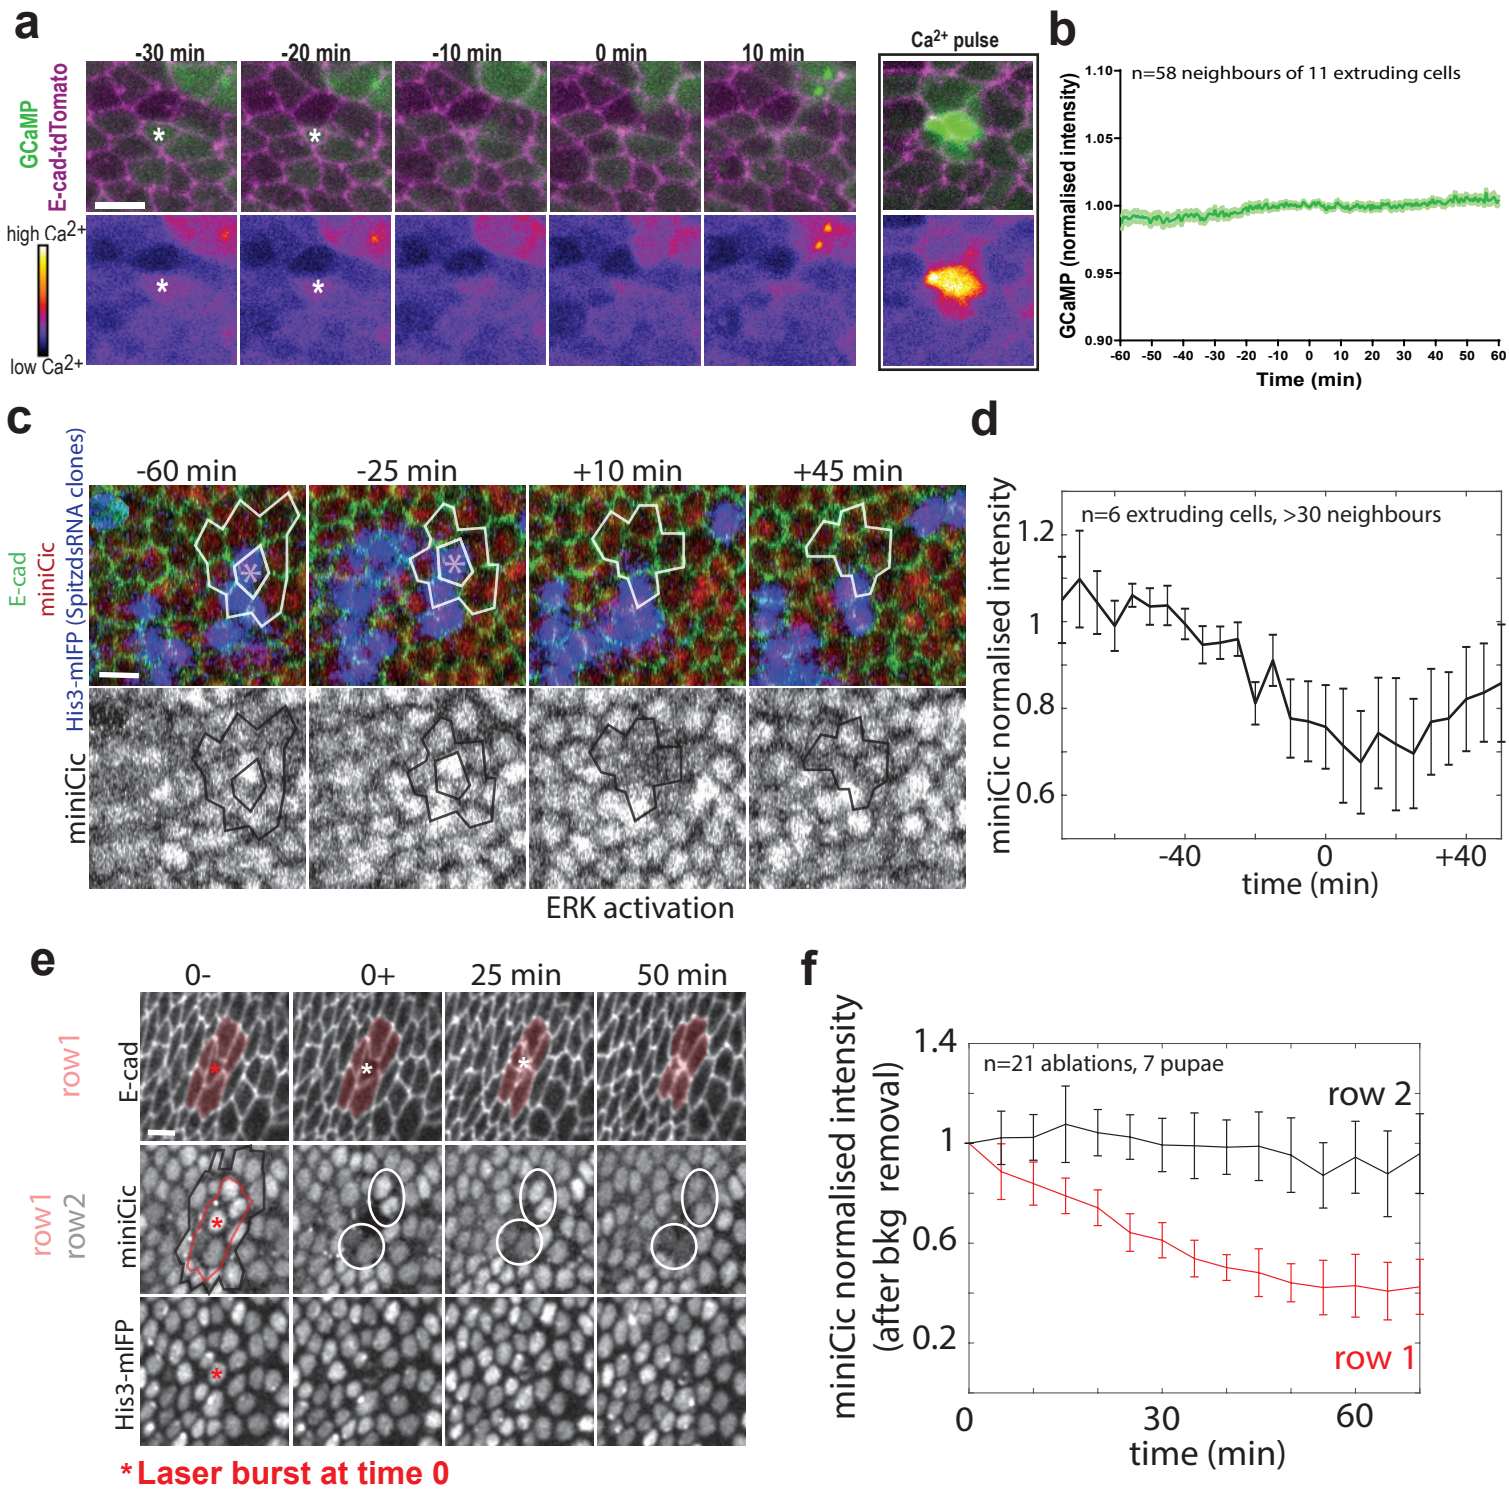 a
-30 min
-20 min
-10 min
0 min
10 min
Ca²⁺ pulse
GCaMP
E-cad-tdTomato
*
*
high Ca²⁺
low Ca²⁺
*
*
b
n=58 neighbours of 11 extruding cells
GCaMP (normalised intensity)
1.10
1.05
1.00
0.95
0.90
-60
-50
-40
-30
-20
-10
0
10
20
30
40
50
60
Time (min)
c
-60 min
-25 min
+10 min
+45 min
E-cad
miniCic
His3-mIFP (SpitzdsRNA clones)
*
*
miniCic
ERK activation
d
n=6 extruding cells, >30 neighbours
miniCic normalised intensity
1.2
1
0.8
0.6
-40
0
+40
time (min)
e
0-
0+
25 min
50 min
row1
E-cad
*
*
*
row1
row2
miniCic
*
His3-mIFP
*
* Laser burst at time 0
f
n=21 ablations, 7 pupae
miniCic normalised intensity
(after bkg removal)
1.4
1
0.6
0.2
row 2
row 1
0
30
60
time (min)